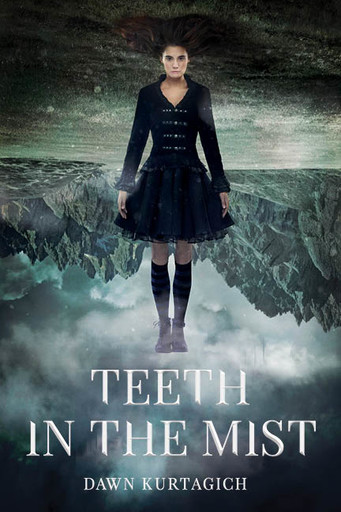 TEETH
IN THE MIST
DAWN KURTAGICH